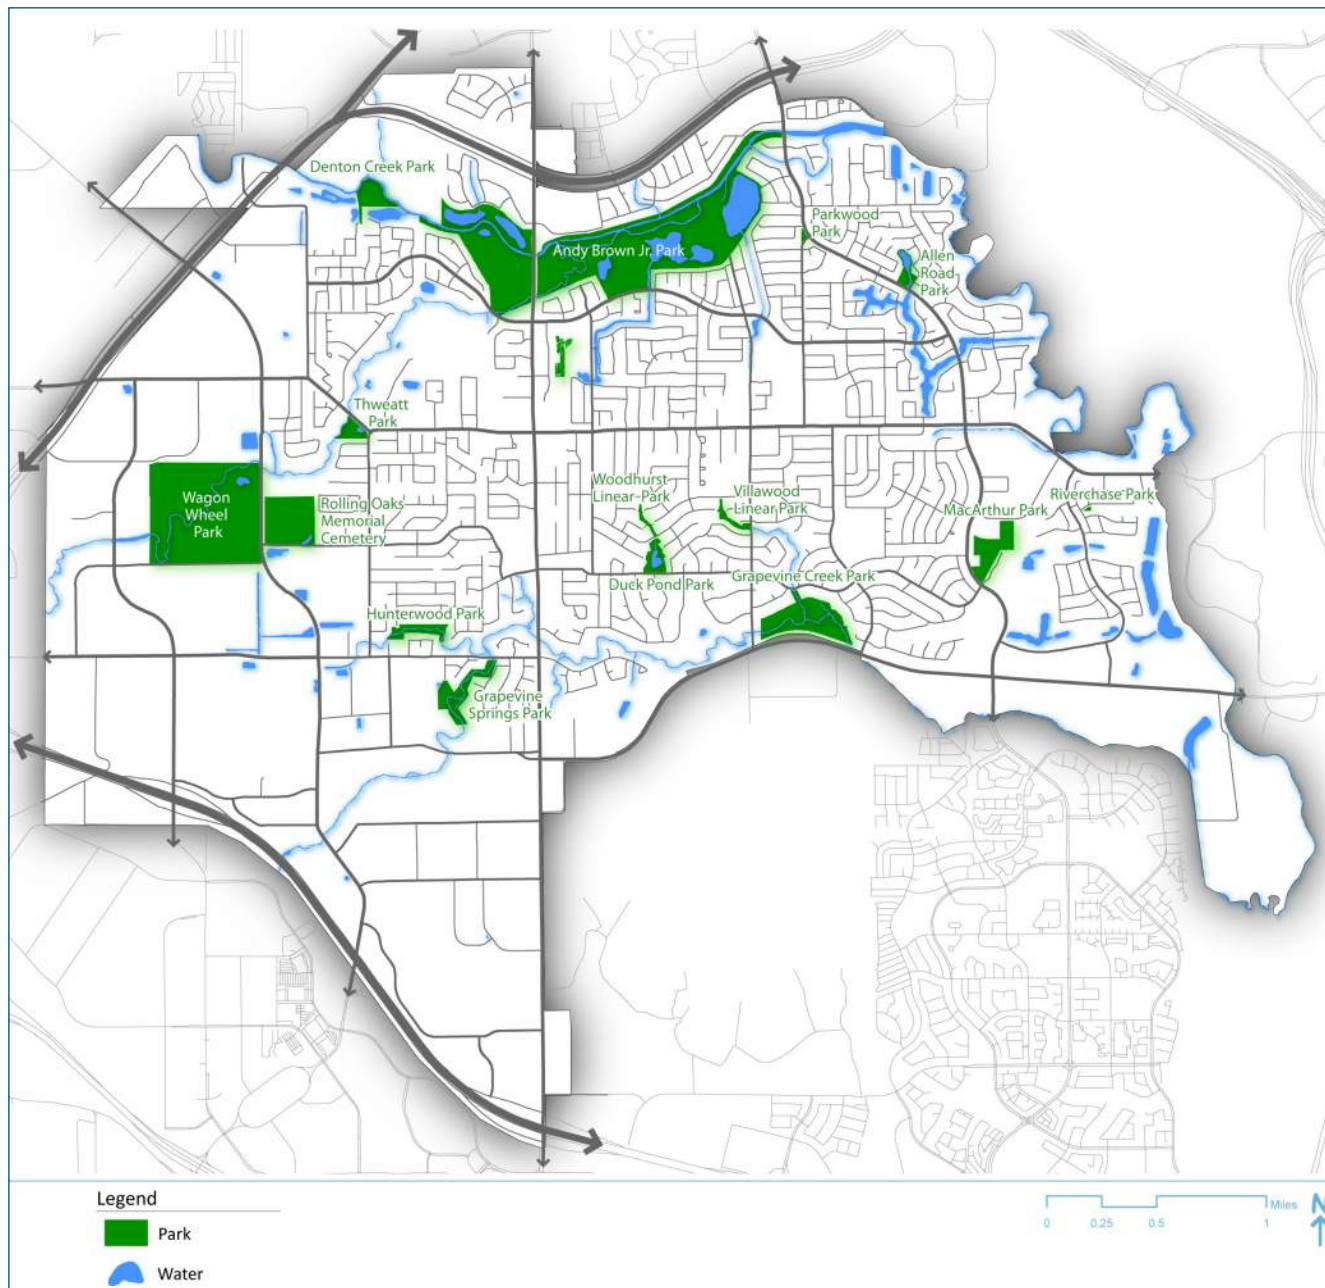 Denton Creek Park
Andy Brown Jr. Park
Parkwood
Park
Allen
Road
Park
Thweatt
Park
Wagon
Wheel
Park
Rolling Oaks
Memorial
Cemetery
Woodhurst
Linear Park
Villawood
Linear Park
Riverchase Park
MacArthur Park
Duck Pond Park
Grapevine Creek Park
Hunterwood Park
Grapevine
Springs Park
Legend
Park
Water
Miles
0 0.25 0.5 1
N